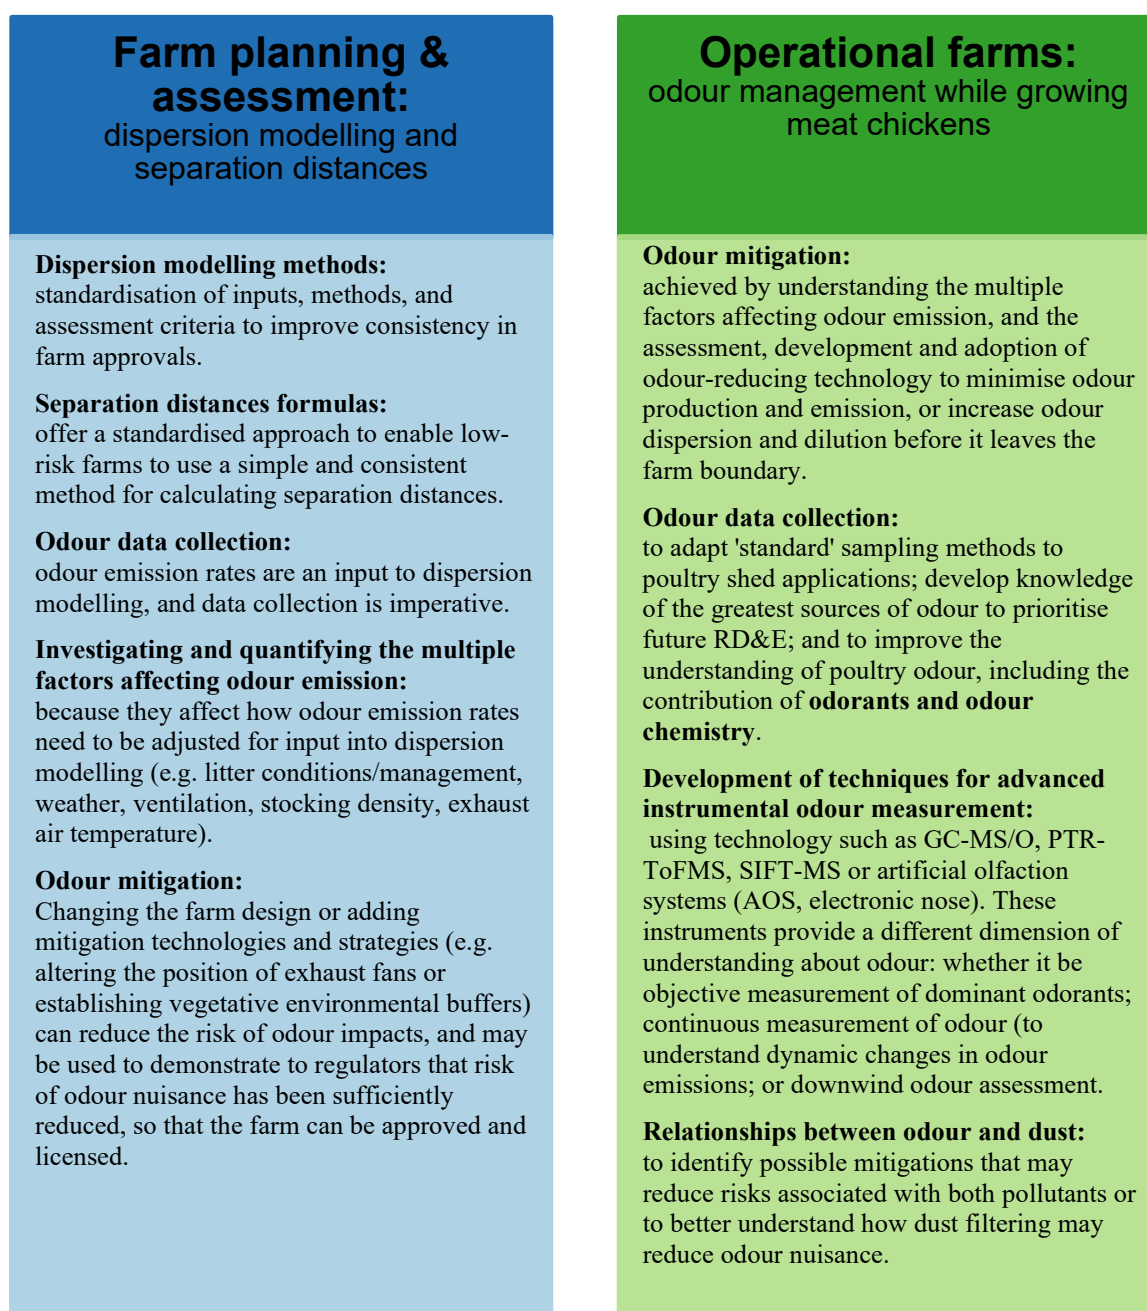 Farm planning &
assessment:
dispersion modelling and
separation distances
Dispersion modelling methods:
standardisation of inputs, methods, and
assessment criteria to improve consistency in
farm approvals.
Separation distances formulas:
offer a standardised approach to enable low-
risk farms to use a simple and consistent
method for calculating separation distances.
Odour data collection:
odour emission rates are an input to dispersion
modelling, and data collection is imperative.
Investigating and quantifying the multiple
factors affecting odour emission:
because they affect how odour emission rates
need to be adjusted for input into dispersion
modelling (e.g. litter conditions/management,
weather, ventilation, stocking density, exhaust
air temperature).
Odour mitigation:
Changing the farm design or adding
mitigation technologies and strategies (e.g.
altering the position of exhaust fans or
establishing vegetative environmental buffers)
can reduce the risk of odour impacts, and may
be used to demonstrate to regulators that risk
of odour nuisance has been sufficiently
reduced, so that the farm can be approved and
licensed.
Operational farms:
odour management while growing
meat chickens
Odour mitigation:
achieved by understanding the multiple
factors affecting odour emission, and the
assessment, development and adoption of
odour-reducing technology to minimise odour
production and emission, or increase odour
dispersion and dilution before it leaves the
farm boundary.
Odour data collection:
to adapt 'standard' sampling methods to
poultry shed applications; develop knowledge
of the greatest sources of odour to prioritise
future RD&E; and to improve the
understanding of poultry odour, including the
contribution of odorants and odour
chemistry.
Development of techniques for advanced
instrumental odour measurement:
using technology such as GC-MS/O, PTR-
ToFMS, SIFT-MS or artificial olfaction
systems (AOS, electronic nose). These
instruments provide a different dimension of
understanding about odour: whether it be
objective measurement of dominant odorants;
continuous measurement of odour (to
understand dynamic changes in odour
emissions; or downwind odour assessment.
Relationships between odour and dust:
to identify possible mitigations that may
reduce risks associated with both pollutants or
to better understand how dust filtering may
reduce odour nuisance.